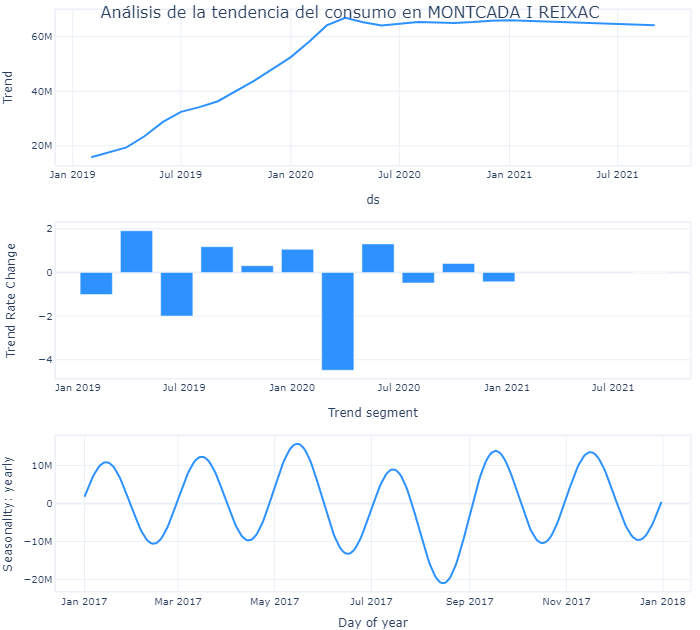 Análisis de la tendencia del consumo en MONTCADA I REIXAC
60M
40M
20M
Trend
Jan 2019 Jul 2019 Jan 2020 Jul 2020 Jan 2021 Jul 2021
ds
2
0
−2
−4
Trend Rate Change
Jan 2019 Jul 2019 Jan 2020 Jul 2020 Jan 2021 Jul 2021
Trend segment
10M
0
−10M
−20M
Seasonality: yearly
Jan 2017 Mar 2017 May 2017 Jul 2017 Sep 2017 Nov 2017 Jan 2018
Day of year